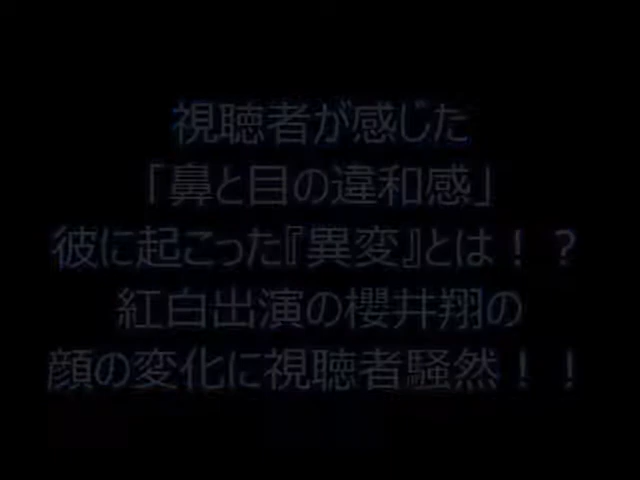 視聴者が感じた
「鼻と目の違和感」
彼に起こった『異変』とは！？
紅白出演の櫻井翔の
顔の変化に視聴者騒然！！